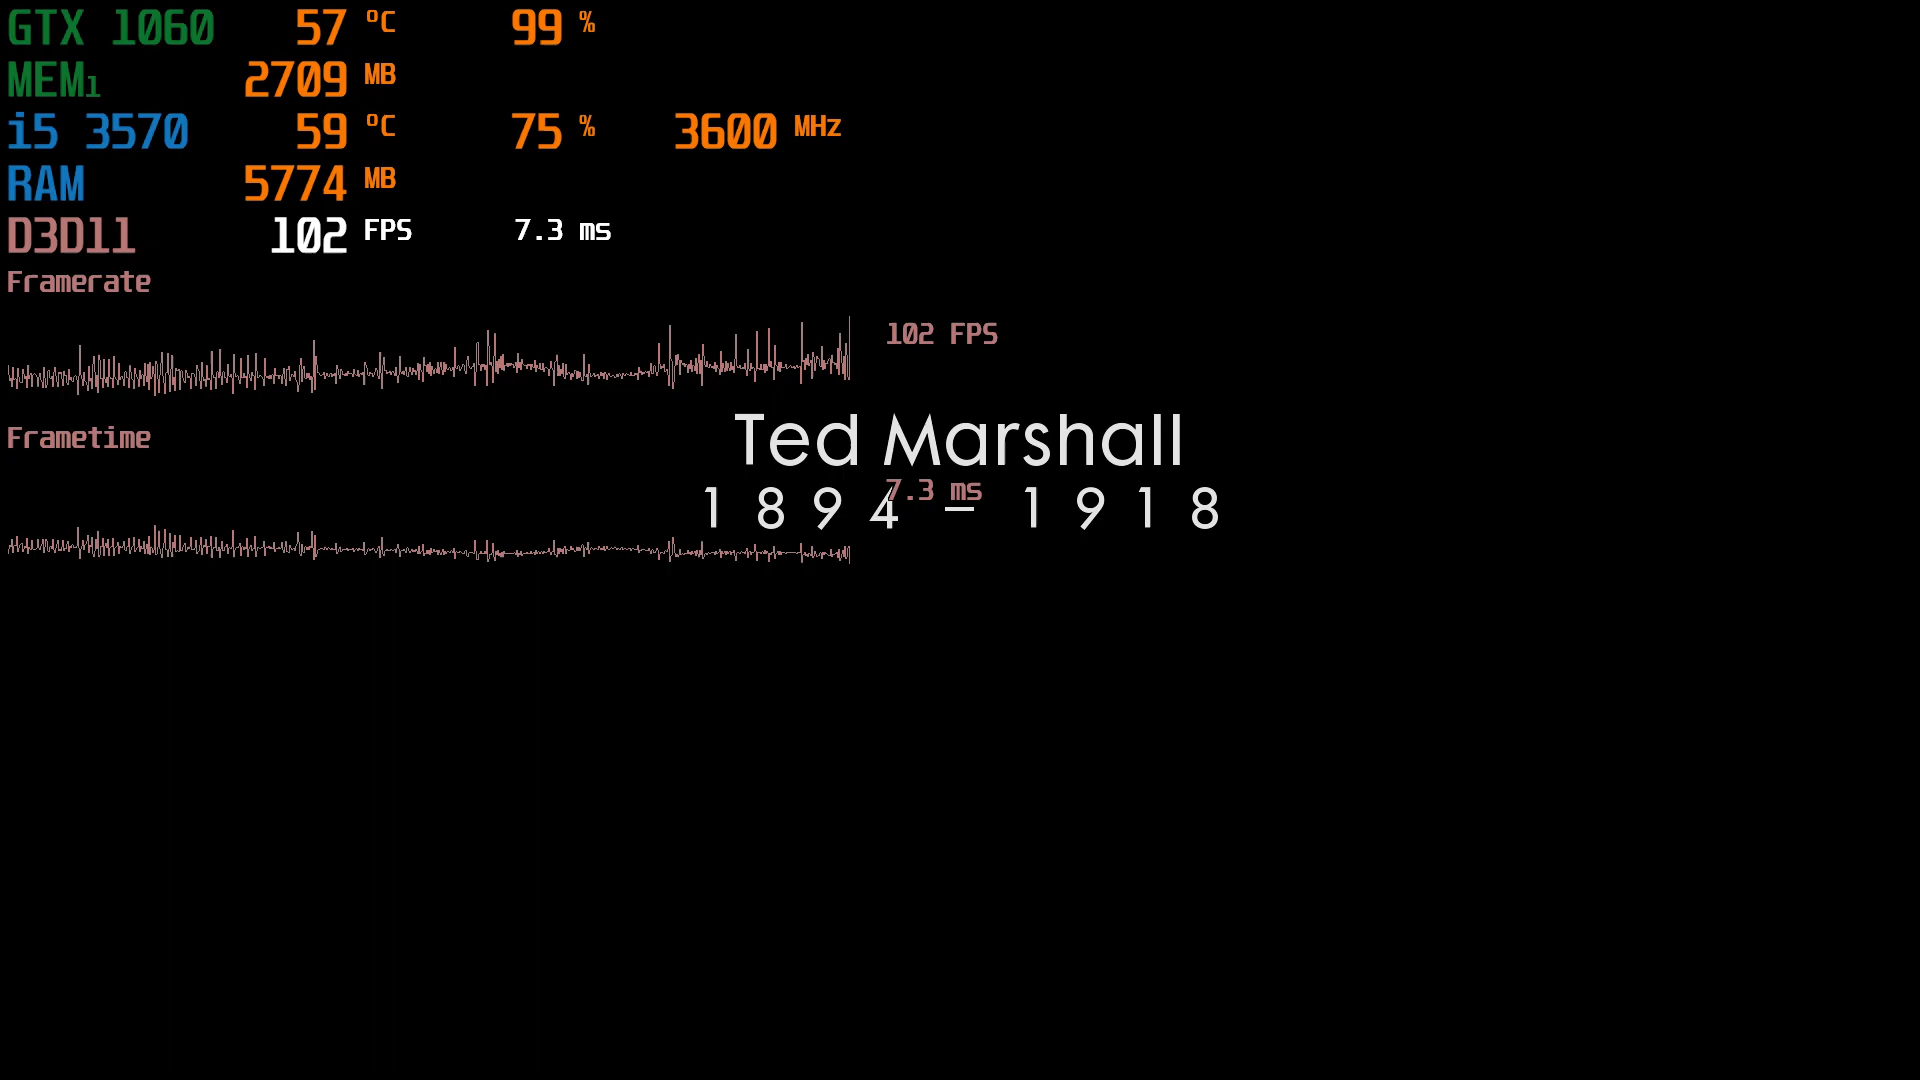 GTX 1060 57 °C 99 %
MEM1 2709 MB
i5 3570 59 °C 75 % 3600 MHz
RAM 5774 MB
D3D11 102 FPS 7.3 ms
Framerate
102 FPS
Ted Marshall
Frametime
7.3 ms
1894 – 1918